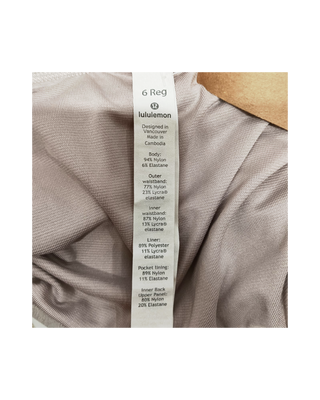 6 Reg
lululemon
Designed in
Vancouver
Made in
Cambodia
Body:
94% Nylon
6% Elastane
Outer
waistband:
77% Nylon
23% Lycra®
elastane
Inner
waistband:
87% Nylon
13% Lycra®
elastane
Liner:
89% Polyester
11% Lycra®
elastane
Pocket lining:
89% Nylon
11% Elastane
Inner Back
Upper Panel:
80% Nylon
20% Elastane